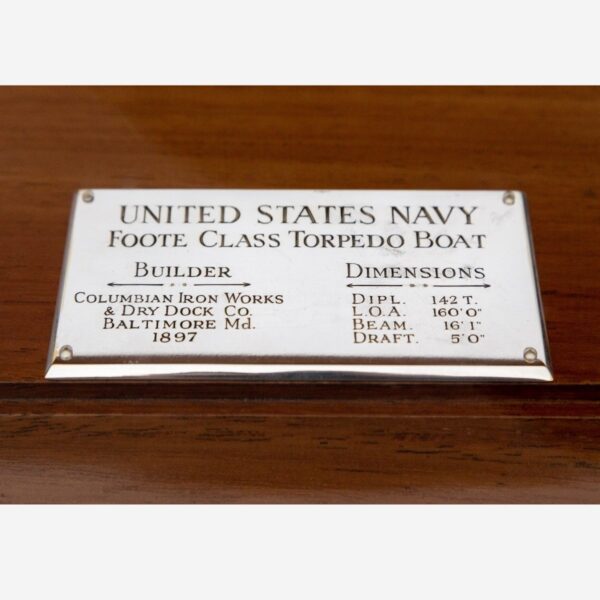 UNITED STATES NAVY
FOOTE CLASS TORPEDO BOAT
BUILDER
COLUMBIAN IRON WORKS
& DRY DOCK CO.
BALTIMORE MD.
1897
DIMENSIONS
DIPL. 142 T.
L.O.A. 160' 0"
BEAM. 16' 1"
DRAFT. 5' 0"